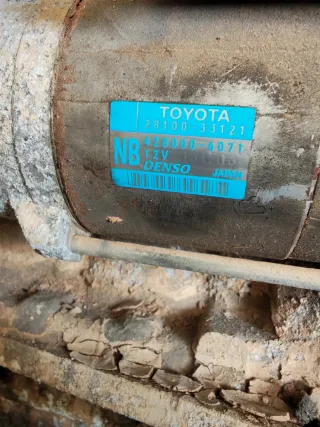 TOYOTA
28100-33121
NB
428000-6071
12V
DENSO
JAPAN